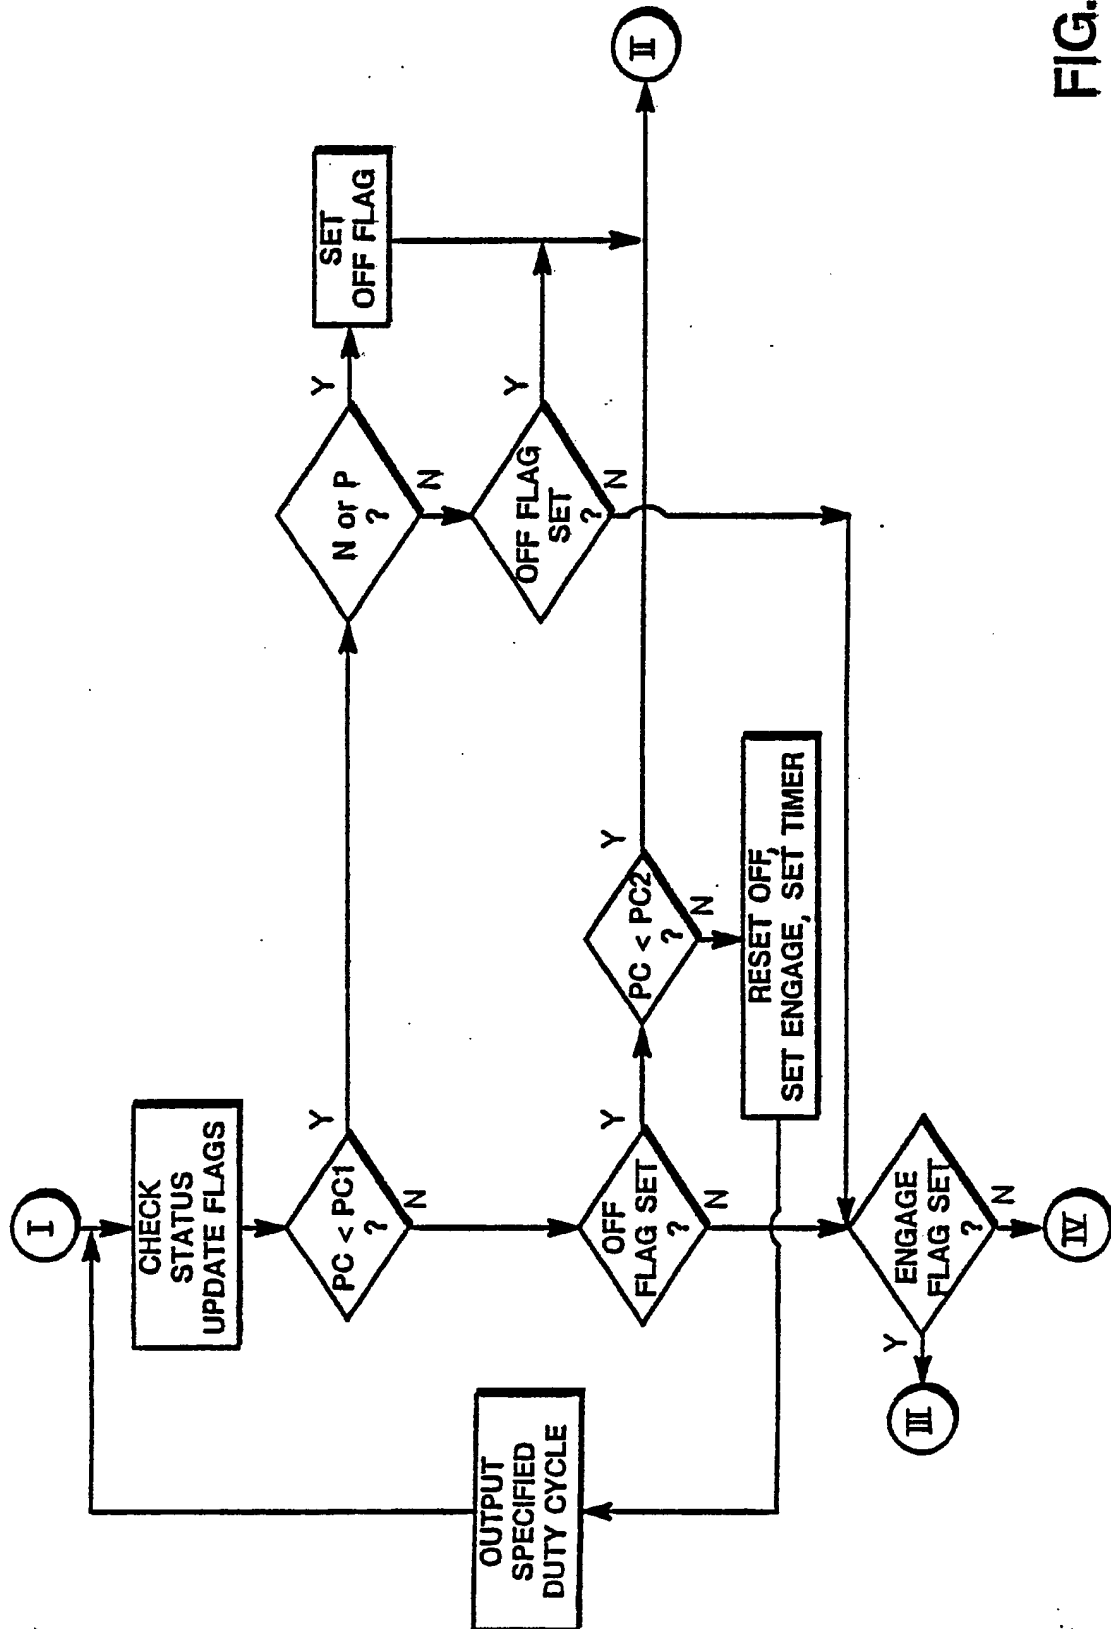 I
CHECK
STATUS
UPDATE FLAGS
PC < PC1
?
Y
N
N or P
?
Y
N
SET
OFF FLAG
OFF FLAG
SET
?
Y
N
OFF
FLAG SET
?
Y
N
PC < PC2
?
Y
N
II
RESET OFF,
SET ENGAGE, SET TIMER
OUTPUT
SPECIFIED
DUTY CYCLE
ENGAGE
FLAG SET
?
Y
N
III
IV
FIG.